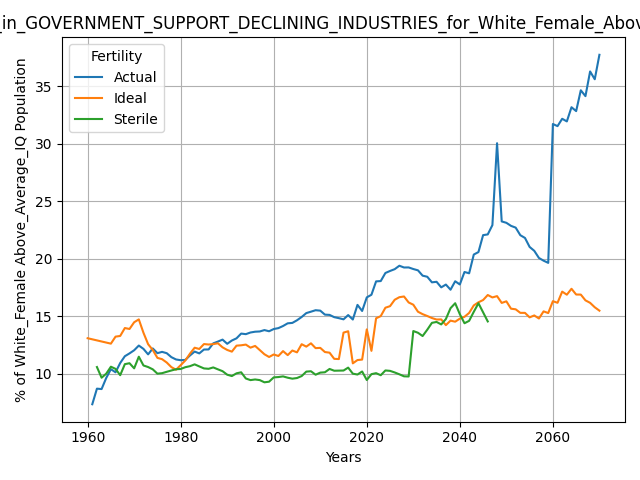 _in_GOVERNMENT_SUPPORT_DECLINING_INDUSTRIES_for_White_Female_Abov
Fertility
Actual
Ideal
Sterile
% of White_Female Above_Average_IQ Population
35
30
25
20
15
10
1960
1980
2000
2020
2040
2060
Years